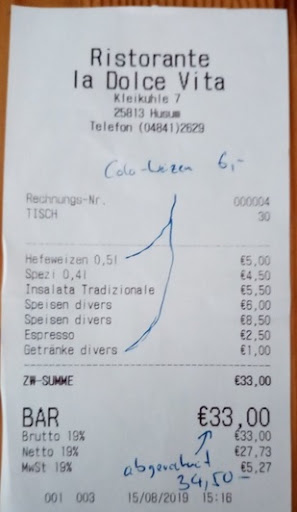 Ristorante
la Dolce Vita
Kleikuhle 7
25813 Husum
Telefon (04841)2629
Cola-Weizen 6,-
Rechnungs-Nr. 000004
TISCH 30
Hefeweizen 0,5l €5,00
Spezi 0,4l €4,50
Insalata Tradizionale €5,50
Speisen divers €6,00
Speisen divers €8,50
Espresso €2,50
Getränke divers €1,00
ZW-SUMME €33,00
BAR €33,00
Brutto 19% €33,00
Netto 19% €27,73
MwSt 19% €5,27
abgerechnet
34,50-
001 003 15/08/2019 15:16